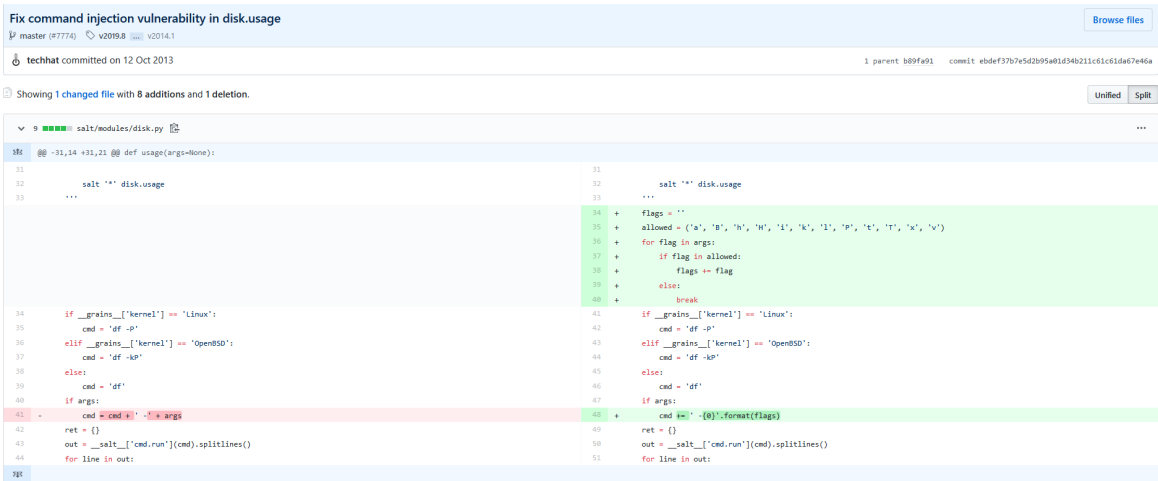 Fix command injection vulnerability in disk.usage
Browse files
master (#7774) v2019.8 ... v2014.1
techhat committed on 12 Oct 2013
1 parent b89fa91 commit ebdef37b7e5d2b95a01d34b211c61c61da67e46a
Showing 1 changed file with 8 additions and 1 deletion.
Unified Split
9 salt/modules/disk.py
@@ -31,14 +31,21 @@ def usage(args=None):
31 31
32 salt '*' disk.usage 32 salt '*' disk.usage
33 ''' 33 '''
34 + flags = ''
35 + allowed = ('a', 'B', 'h', 'H', 'i', 'k', 'l', 'P', 't', 'T', 'x', 'v')
36 + for flag in args:
37 + if flag in allowed:
38 + flags += flag
39 + else:
40 + break
34 if __grains__['kernel'] == 'Linux': 41 if __grains__['kernel'] == 'Linux':
35 cmd = 'df -P' 42 cmd = 'df -P'
36 elif __grains__['kernel'] == 'OpenBSD': 43 elif __grains__['kernel'] == 'OpenBSD':
37 cmd = 'df -kP' 44 cmd = 'df -kP'
38 else: 45 else:
39 cmd = 'df' 46 cmd = 'df'
40 if args: 47 if args:
41 - cmd = cmd + ' -' + args 48 + cmd += ' -{0}'.format(flags)
42 ret = {} 49 ret = {}
43 out = __salt__['cmd.run'](cmd).splitlines() 50 out = __salt__['cmd.run'](cmd).splitlines()
44 for line in out: 51 for line in out: